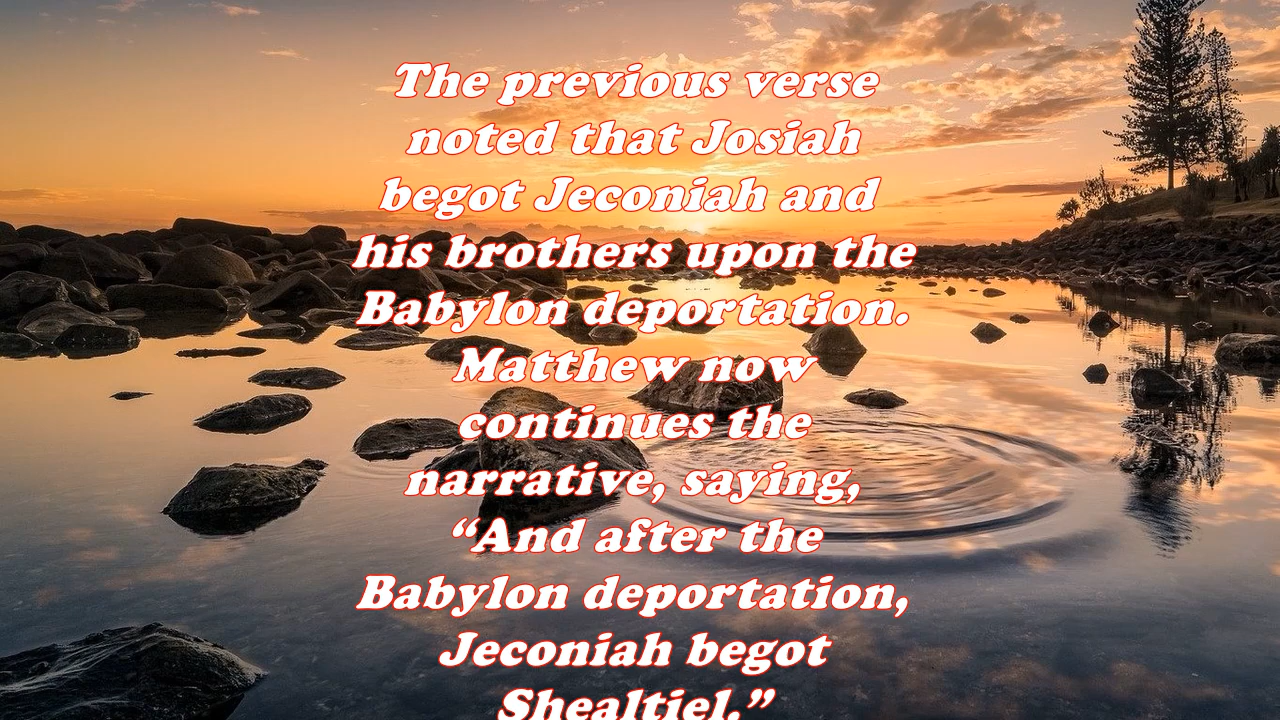 The previous verse
noted that Josiah
begot Jeconiah and
his brothers upon the
Babylon deportation.
Matthew now
continues the
narrative, saying,
“And after the
Babylon deportation,
Jeconiah begot
Shealtiel.”